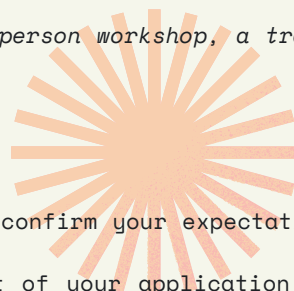 person workshop, a tr
confirm your expectat
of your application